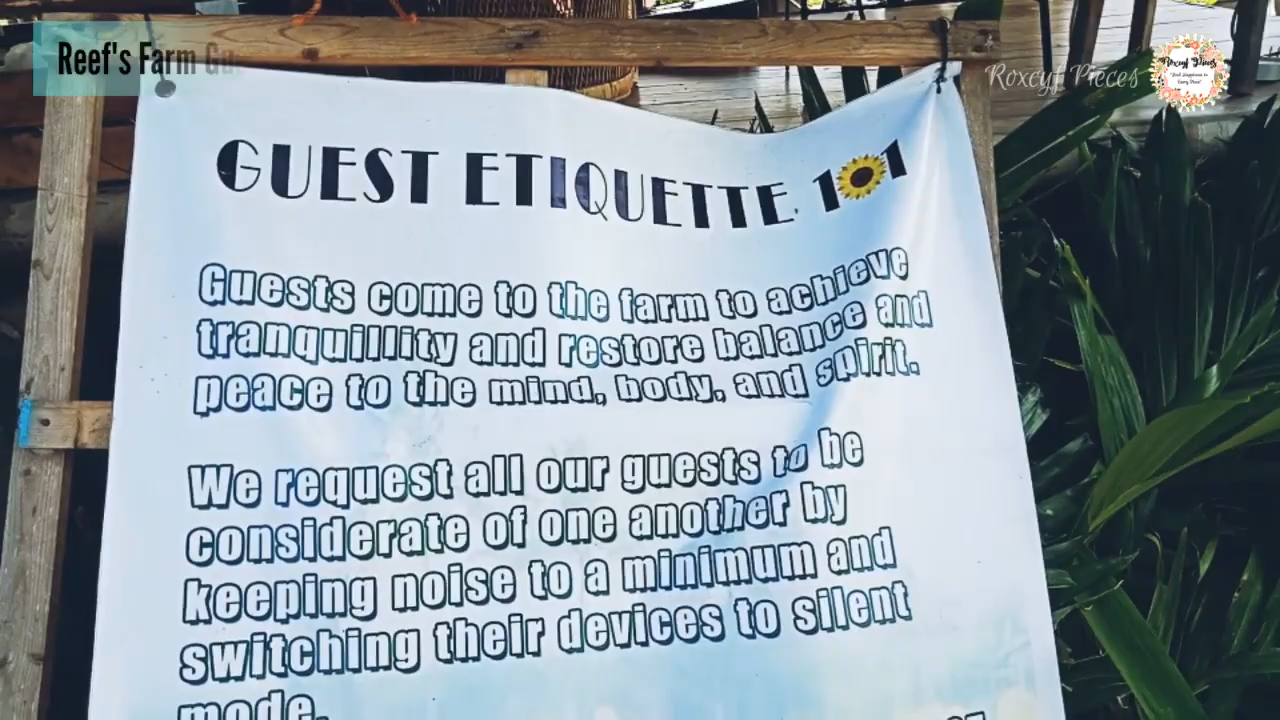 Reef's Farm Gu
Roxcyf Pieces
GUEST ETIQUETTE 101
Guests come to the farm to achieve
tranquillity and restore balance and
peace to the mind, body, and spirit.
We request all our guests to be
considerate of one another by
keeping noise to a minimum and
switching their devices to silent
mode.